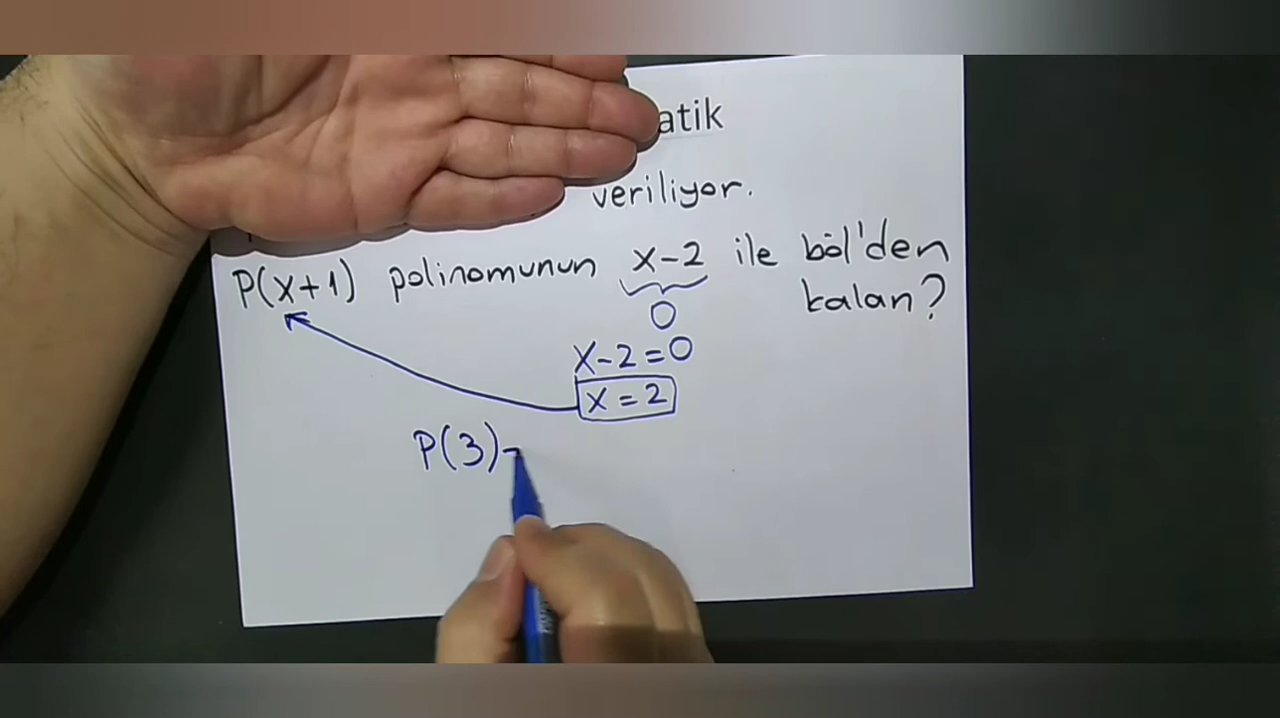 atik
veriliyor.
P(x+1) polinomunun x-2 ile böl'den
kalan?
0
x-2=0
x=2
P(3)-